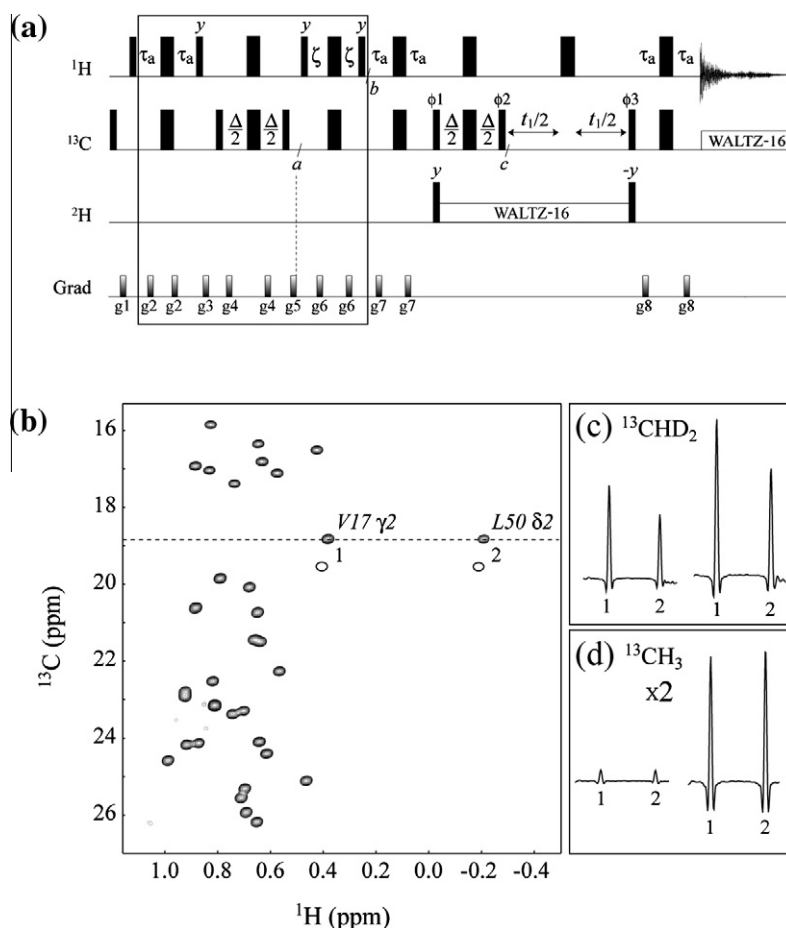 (a)
y y y
¹H τa τa ζ ζ τa τa τa τa
b
ϕ1 ϕ2 ϕ3
¹³C Δ/2 Δ/2 Δ/2 Δ/2 t₁/2 t₁/2 WALTZ-16
a c
y -y
²H WALTZ-16
Grad
g1 g2 g2 g3 g4 g4 g5 g6 g6 g7 g7 g8 g8
(b)
¹³C (ppm)
16
18
20
22
24
26
V17 γ2 L50 δ2
1 2
1.0 0.8 0.6 0.4 0.2 0.0 -0.2 -0.4
¹H (ppm)
(c) ¹³CHD₂
1 2 1 2
(d) ¹³CH₃
x2
1 2 1 2